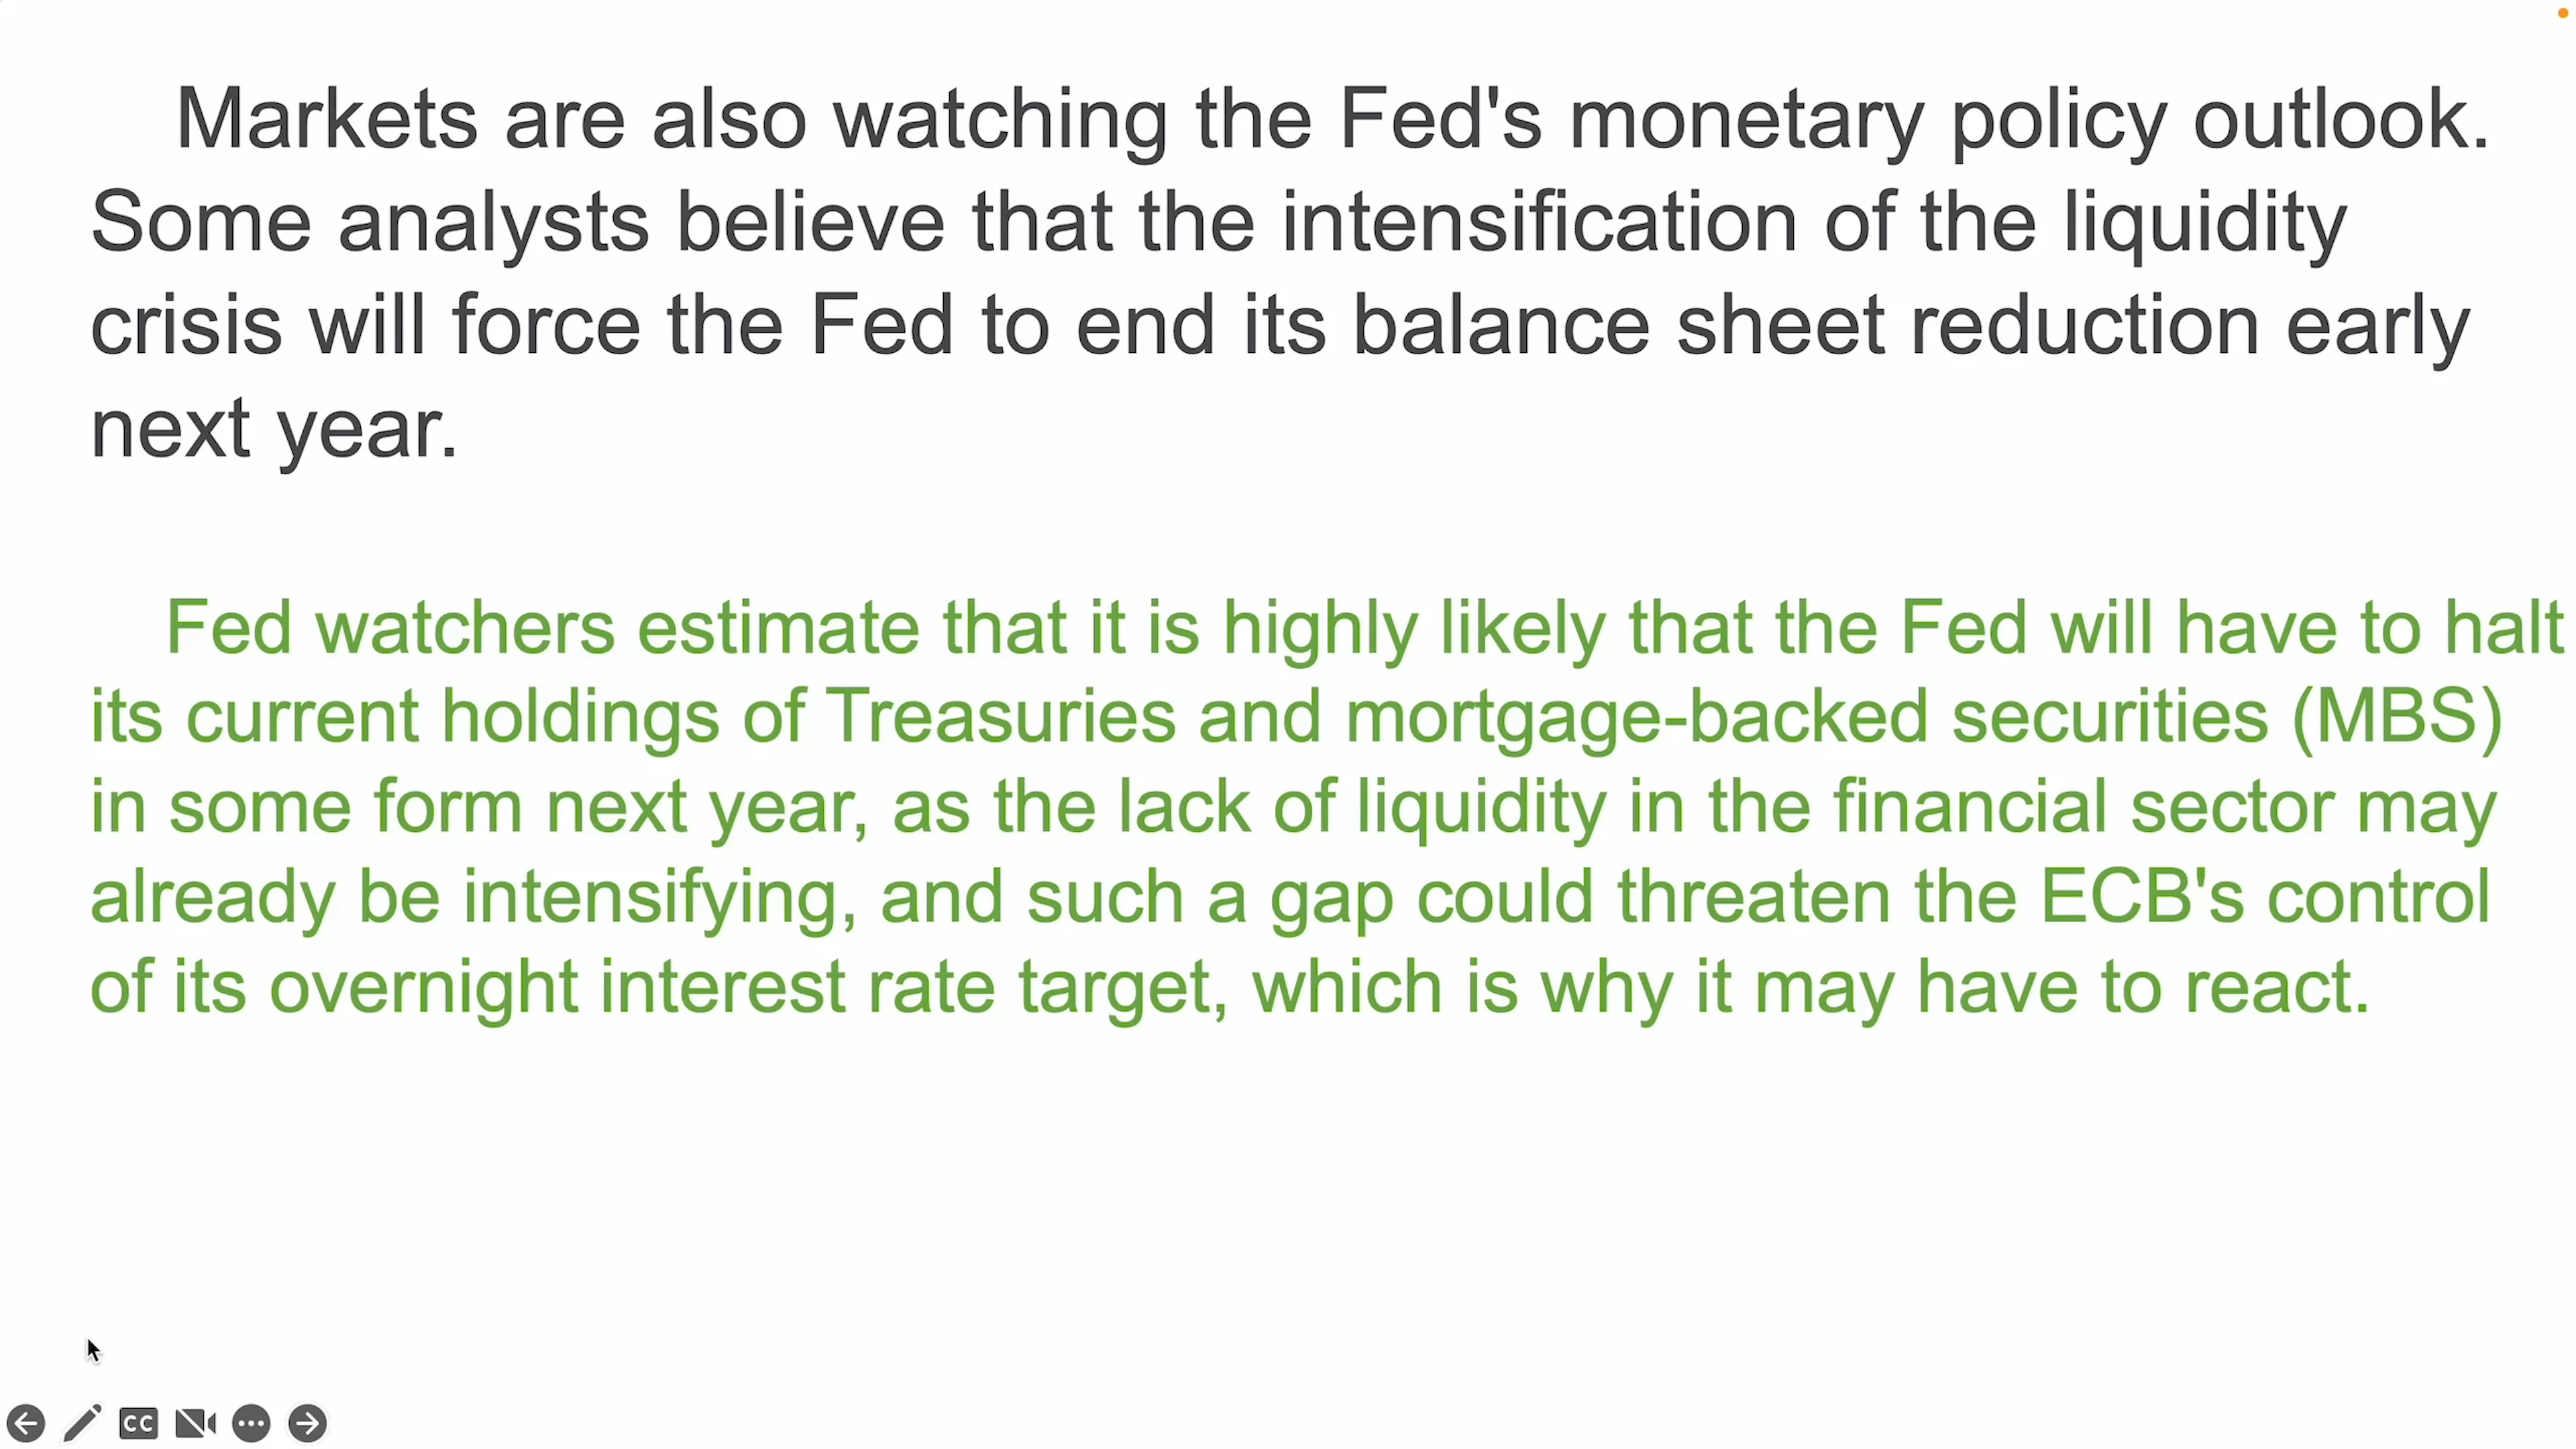 Markets are also watching the Fed's monetary policy outlook.
Some analysts believe that the intensification of the liquidity
crisis will force the Fed to end its balance sheet reduction early
next year.
Fed watchers estimate that it is highly likely that the Fed will have to halt
its current holdings of Treasuries and mortgage-backed securities (MBS)
in some form next year, as the lack of liquidity in the financial sector may
already be intensifying, and such a gap could threaten the ECB's control
of its overnight interest rate target, which is why it may have to react.
CC